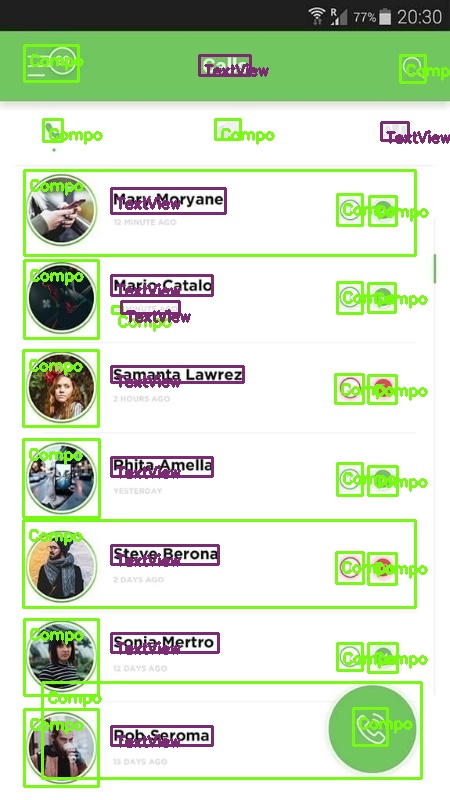 R 77% 20:30
Compo Calls TextView Compo
Compo Compo TextView
Compo
Mary Moryane TextView Compo Compo
12 MINUTE AGO
Compo
Mario Catalo TextView Compo Compo
TextView
Compo
Compo
Samanta Lawrez TextView Compo Compo
2 HOURS AGO
Compo
Rhita Amella TextView Compo Compo
YESTERDAY
Compo
Steve Berona TextView Compo Compo
2 DAYS AGO
Compo
Sonia Mertro TextView Compo Compo
12 DAYS AGO
Compo
Compo
Bob Seroma TextView Compo
15 DAYS AGO